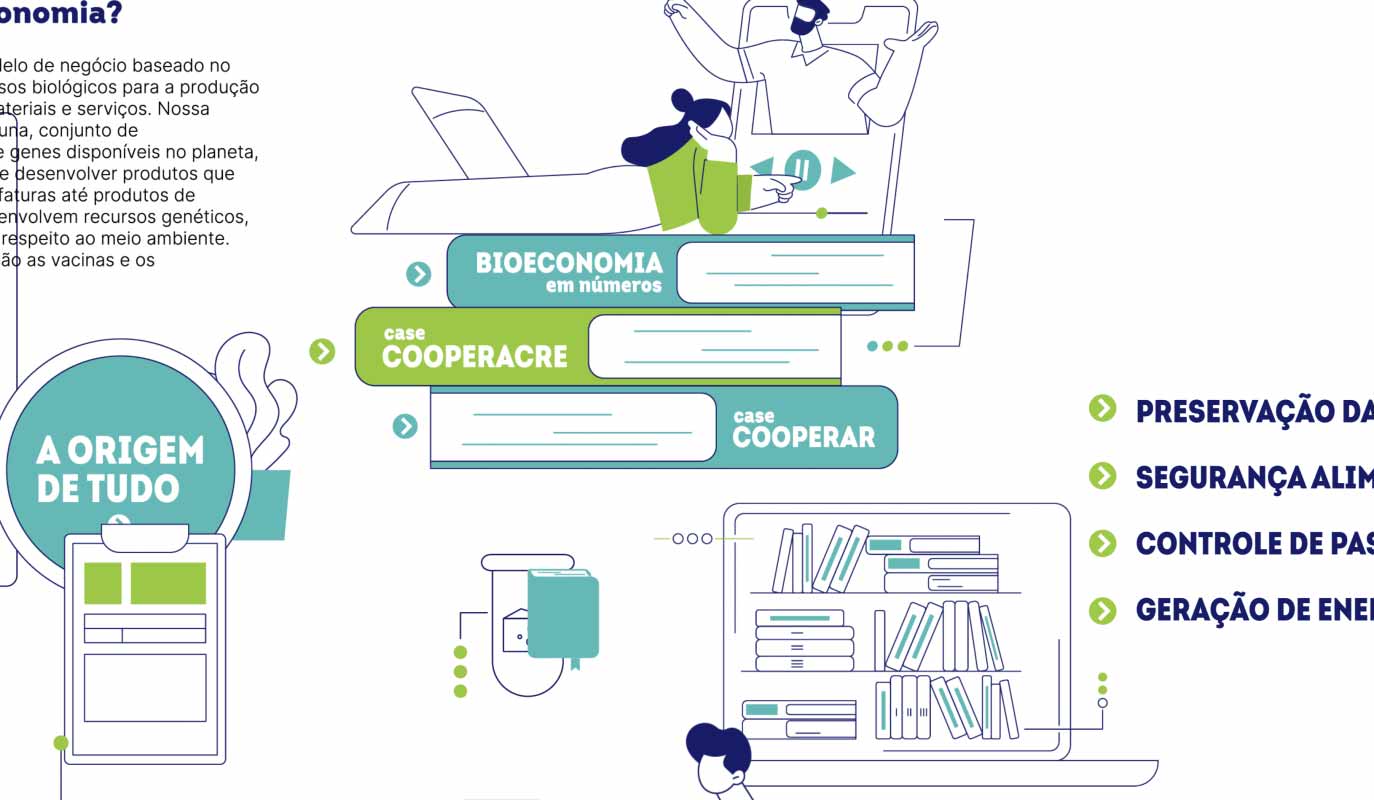 onomia?
delo de negócio baseado no
sos biológicos para a produção
ateriais e serviços. Nossa
una, conjunto de
e genes disponíveis no planeta,
e desenvolver produtos que
faturas até produtos de
envolvem recursos genéticos,
respeito ao meio ambiente.
ão as vacinas e os
BIOECONOMIA
em números
case
COOPERACRE
case
COOPERAR
A ORIGEM
DE TUDO
PRESERVAÇÃO DA
SEGURANÇA ALIM
CONTROLE DE PAS
GERAÇÃO DE ENE
I II III